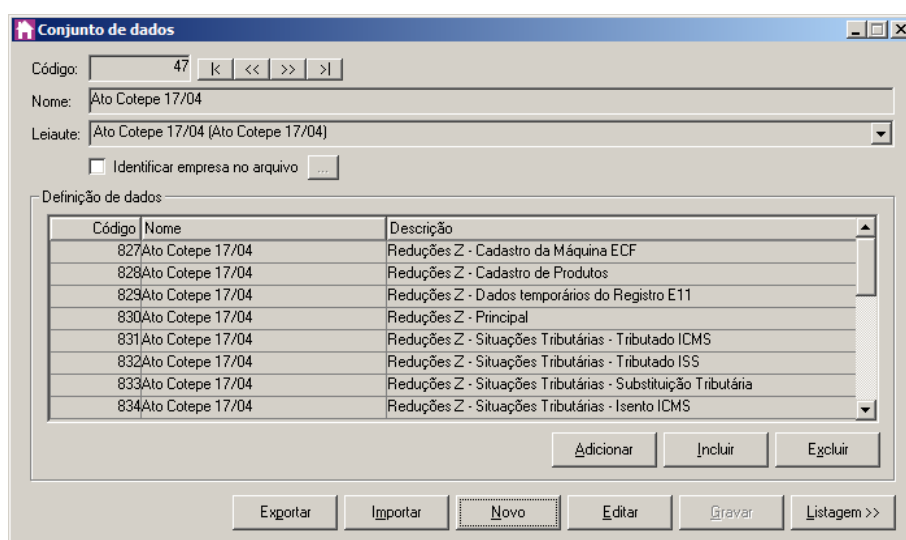 Conjunto de dados
Código: 47 |< << >> >|
Nome: Ato Cotepe 17/04
Leiaute: Ato Cotepe 17/04 (Ato Cotepe 17/04)
Identificar empresa no arquivo ...
Definição de dados
Código Nome Descrição
827 Ato Cotepe 17/04 Reduções Z - Cadastro da Máquina ECF
828 Ato Cotepe 17/04 Reduções Z - Cadastro de Produtos
829 Ato Cotepe 17/04 Reduções Z - Dados temporários do Registro E11
830 Ato Cotepe 17/04 Reduções Z - Principal
831 Ato Cotepe 17/04 Reduções Z - Situações Tributárias - Tributado ICMS
832 Ato Cotepe 17/04 Reduções Z - Situações Tributárias - Tributado ISS
833 Ato Cotepe 17/04 Reduções Z - Situações Tributárias - Substituição Tributária
834 Ato Cotepe 17/04 Reduções Z - Situações Tributárias - Isento ICMS
Adicionar Incluir Excluir
Exportar Importar Novo Editar Gravar Listagem >>